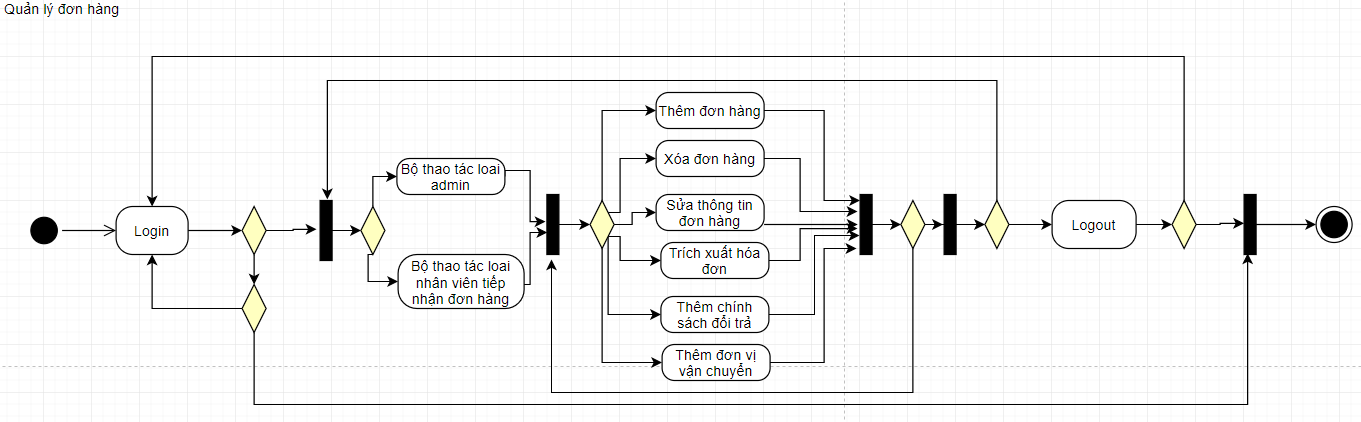 Quản lý đơn hàng
Login
Bộ thao tác loai
admin
Bộ thao tác loai
nhân viên tiếp
nhận đơn hàng
Thêm đơn hàng
Xóa đơn hàng
Sửa thông tin
đơn hàng
Trích xuất hóa
đơn
Thêm chính
sách đổi trả
Thêm đơn vị
vận chuyển
Logout